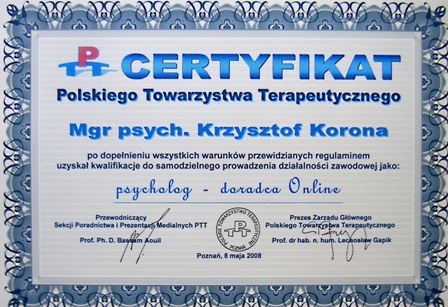 PTT CERTYFIKAT
Polskiego Towarzystwa Terapeutycznego
Mgr psych. Krzysztof Korona
po dopełnieniu wszystkich warunków przewidzianych regulaminem
uzyskał kwalifikacje do samodzielnego prowadzenia działalności zawodowej jako:
psycholog - doradca Online
Przewodniczący
Sekcji Poradnictwa i Prezentacji Medialnych PTT
Prof. Ph. D. Bassam Aouil
Prezes Zarządu Głównego
Polskiego Towarzystwa Terapeutycznego
Prof. dr hab. n. hum. Lechosław Gapik
Poznań, 8 maja 2008